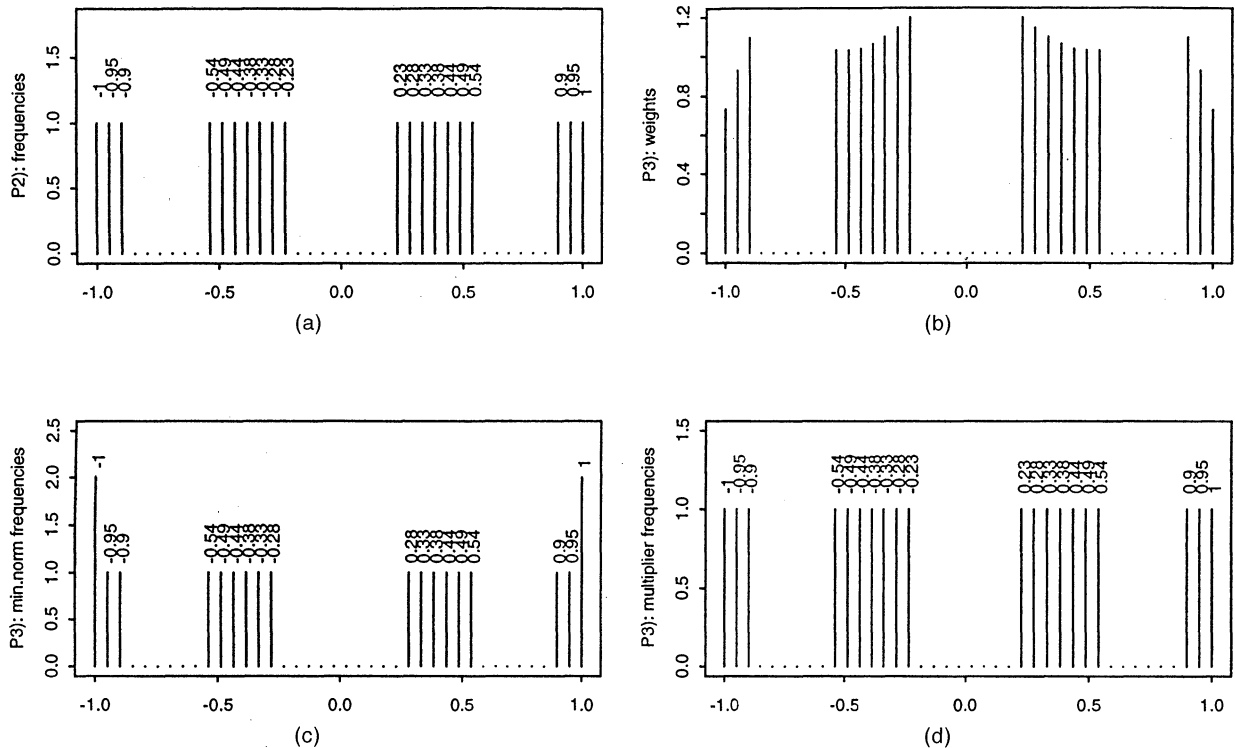 P2): frequencies
0.0 0.5 1.0 1.5
-1 -0.95 -0.9
-0.54 -0.49 -0.44 -0.38 -0.33 -0.28 -0.23
0.23 0.28 0.33 0.38 0.44 0.49 0.54
0.9 0.95 1
-1.0 -0.5 0.0 0.5 1.0
(a)
P3): weights
0.0 0.4 0.8 1.2
-1.0 -0.5 0.0 0.5 1.0
(b)
P3): min.norm frequencies
0.0 0.5 1.0 1.5 2.0 2.5
-1 -0.95 -0.9
-0.54 -0.49 -0.44 -0.38 -0.33 -0.28
0.28 0.33 0.38 0.44 0.49 0.54
0.9 0.95 1
-1.0 -0.5 0.0 0.5 1.0
(c)
P3): multiplier frequencies
0.0 0.5 1.0 1.5
-1 -0.95 -0.9
-0.54 -0.49 -0.44 -0.38 -0.33 -0.28 -0.23
0.23 0.28 0.33 0.38 0.44 0.49 0.54
0.9 0.95 1
-1.0 -0.5 0.0 0.5 1.0
(d)